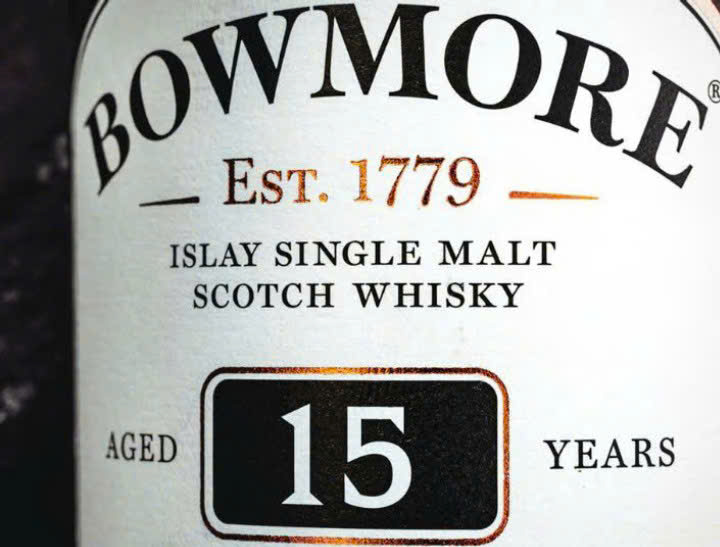 BOWMORE®
EST. 1779
ISLAY SINGLE MALT
SCOTCH WHISKY
AGED 15 YEARS